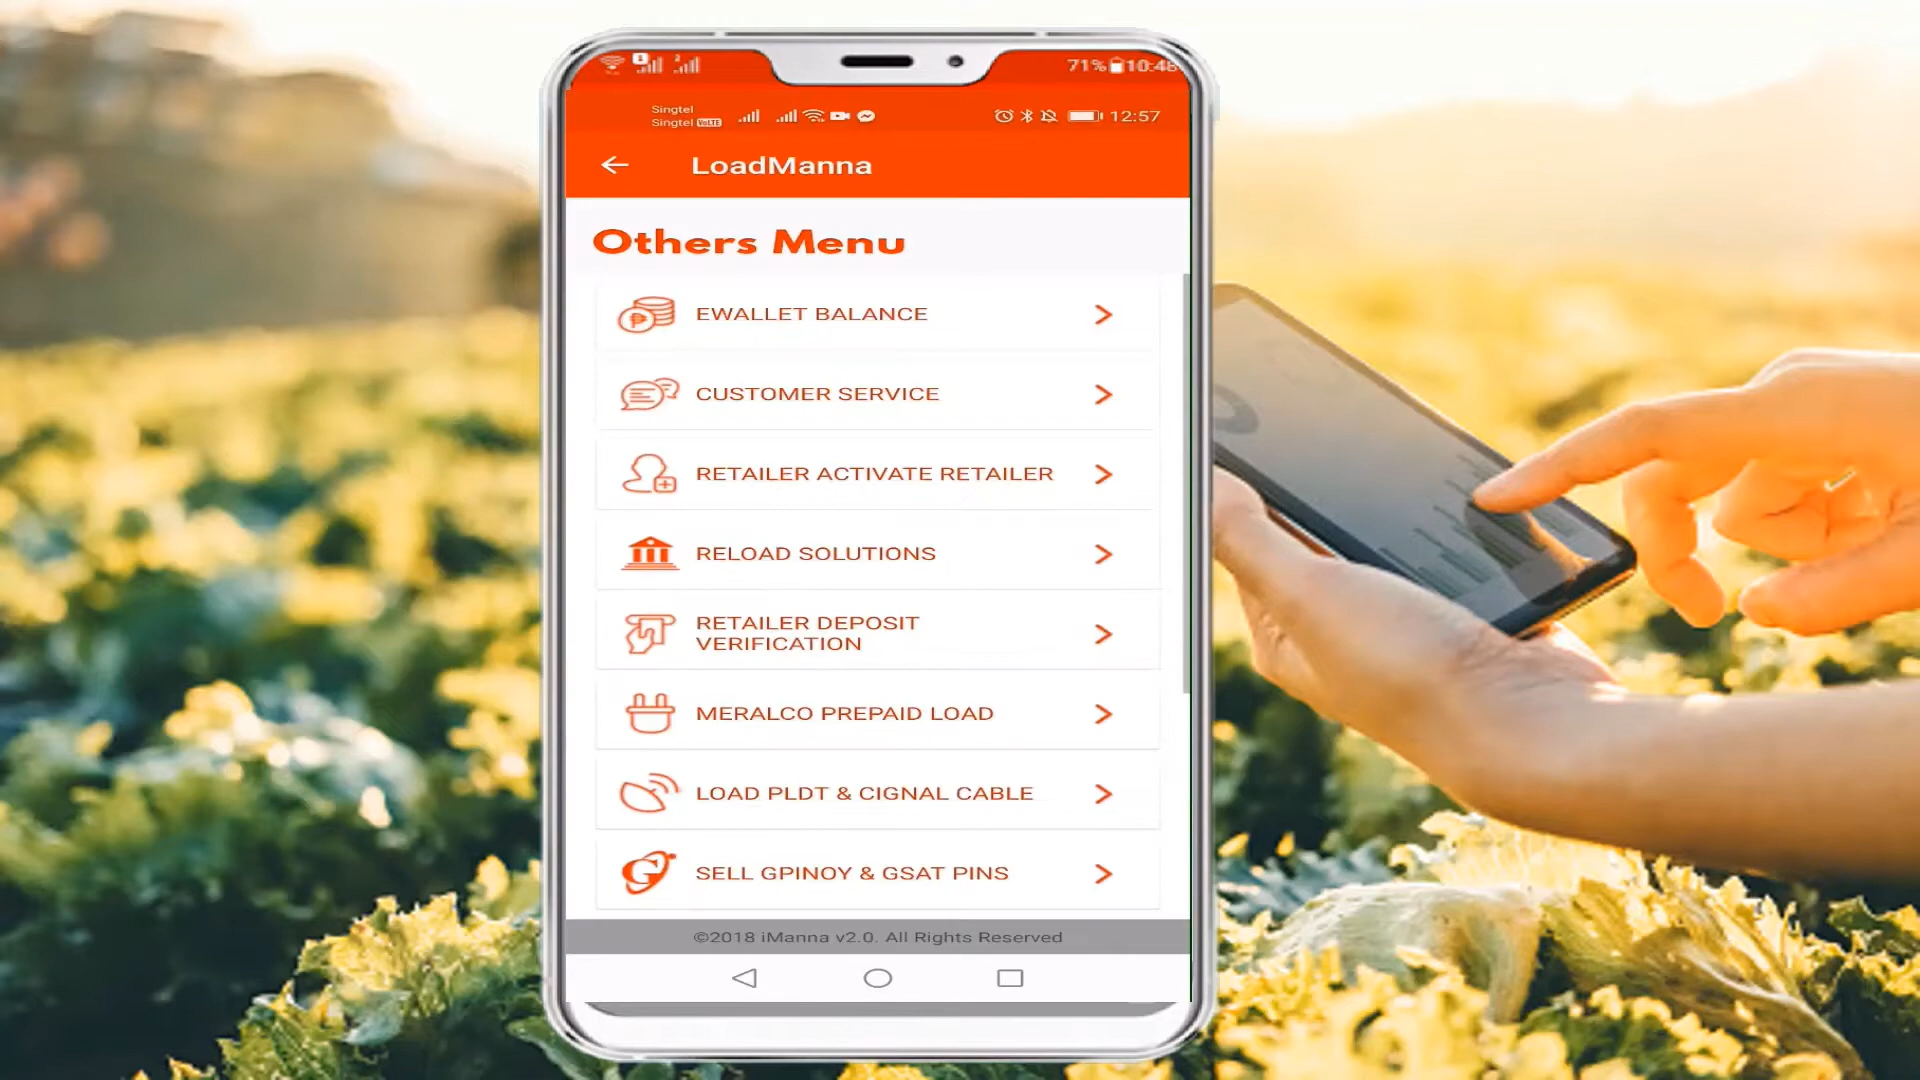 71% 10:48
Singtel
Singtel VoLTE
12:57
LoadManna
Others Menu
EWALLET BALANCE
CUSTOMER SERVICE
RETAILER ACTIVATE RETAILER
RELOAD SOLUTIONS
RETAILER DEPOSIT
VERIFICATION
MERALCO PREPAID LOAD
LOAD PLDT & CIGNAL CABLE
SELL GPINOY & GSAT PINS
©2018 iManna v2.0. All Rights Reserved